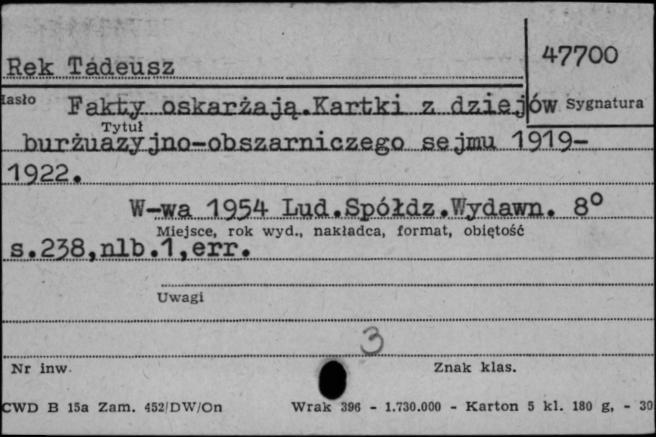 47700
Rek Tadeusz
Hasło Fakty oskarżają.Kartki z dziejów Sygnatura
Tytuł
burżuazyjno-obszarniczego sejmu 1919-
1922.
W-wa 1954 Lud.Spółdz.Wydawn. 8°
Miejsce, rok wyd., nakładca, format, objętość
s.238,nlb.1,err.
Uwagi
3
Nr inw. Znak klas.
CWD B 15a Zam. 452/DW/On Wrak 396 - 1.730.000 - Karton 5 kl. 180 g, - 30